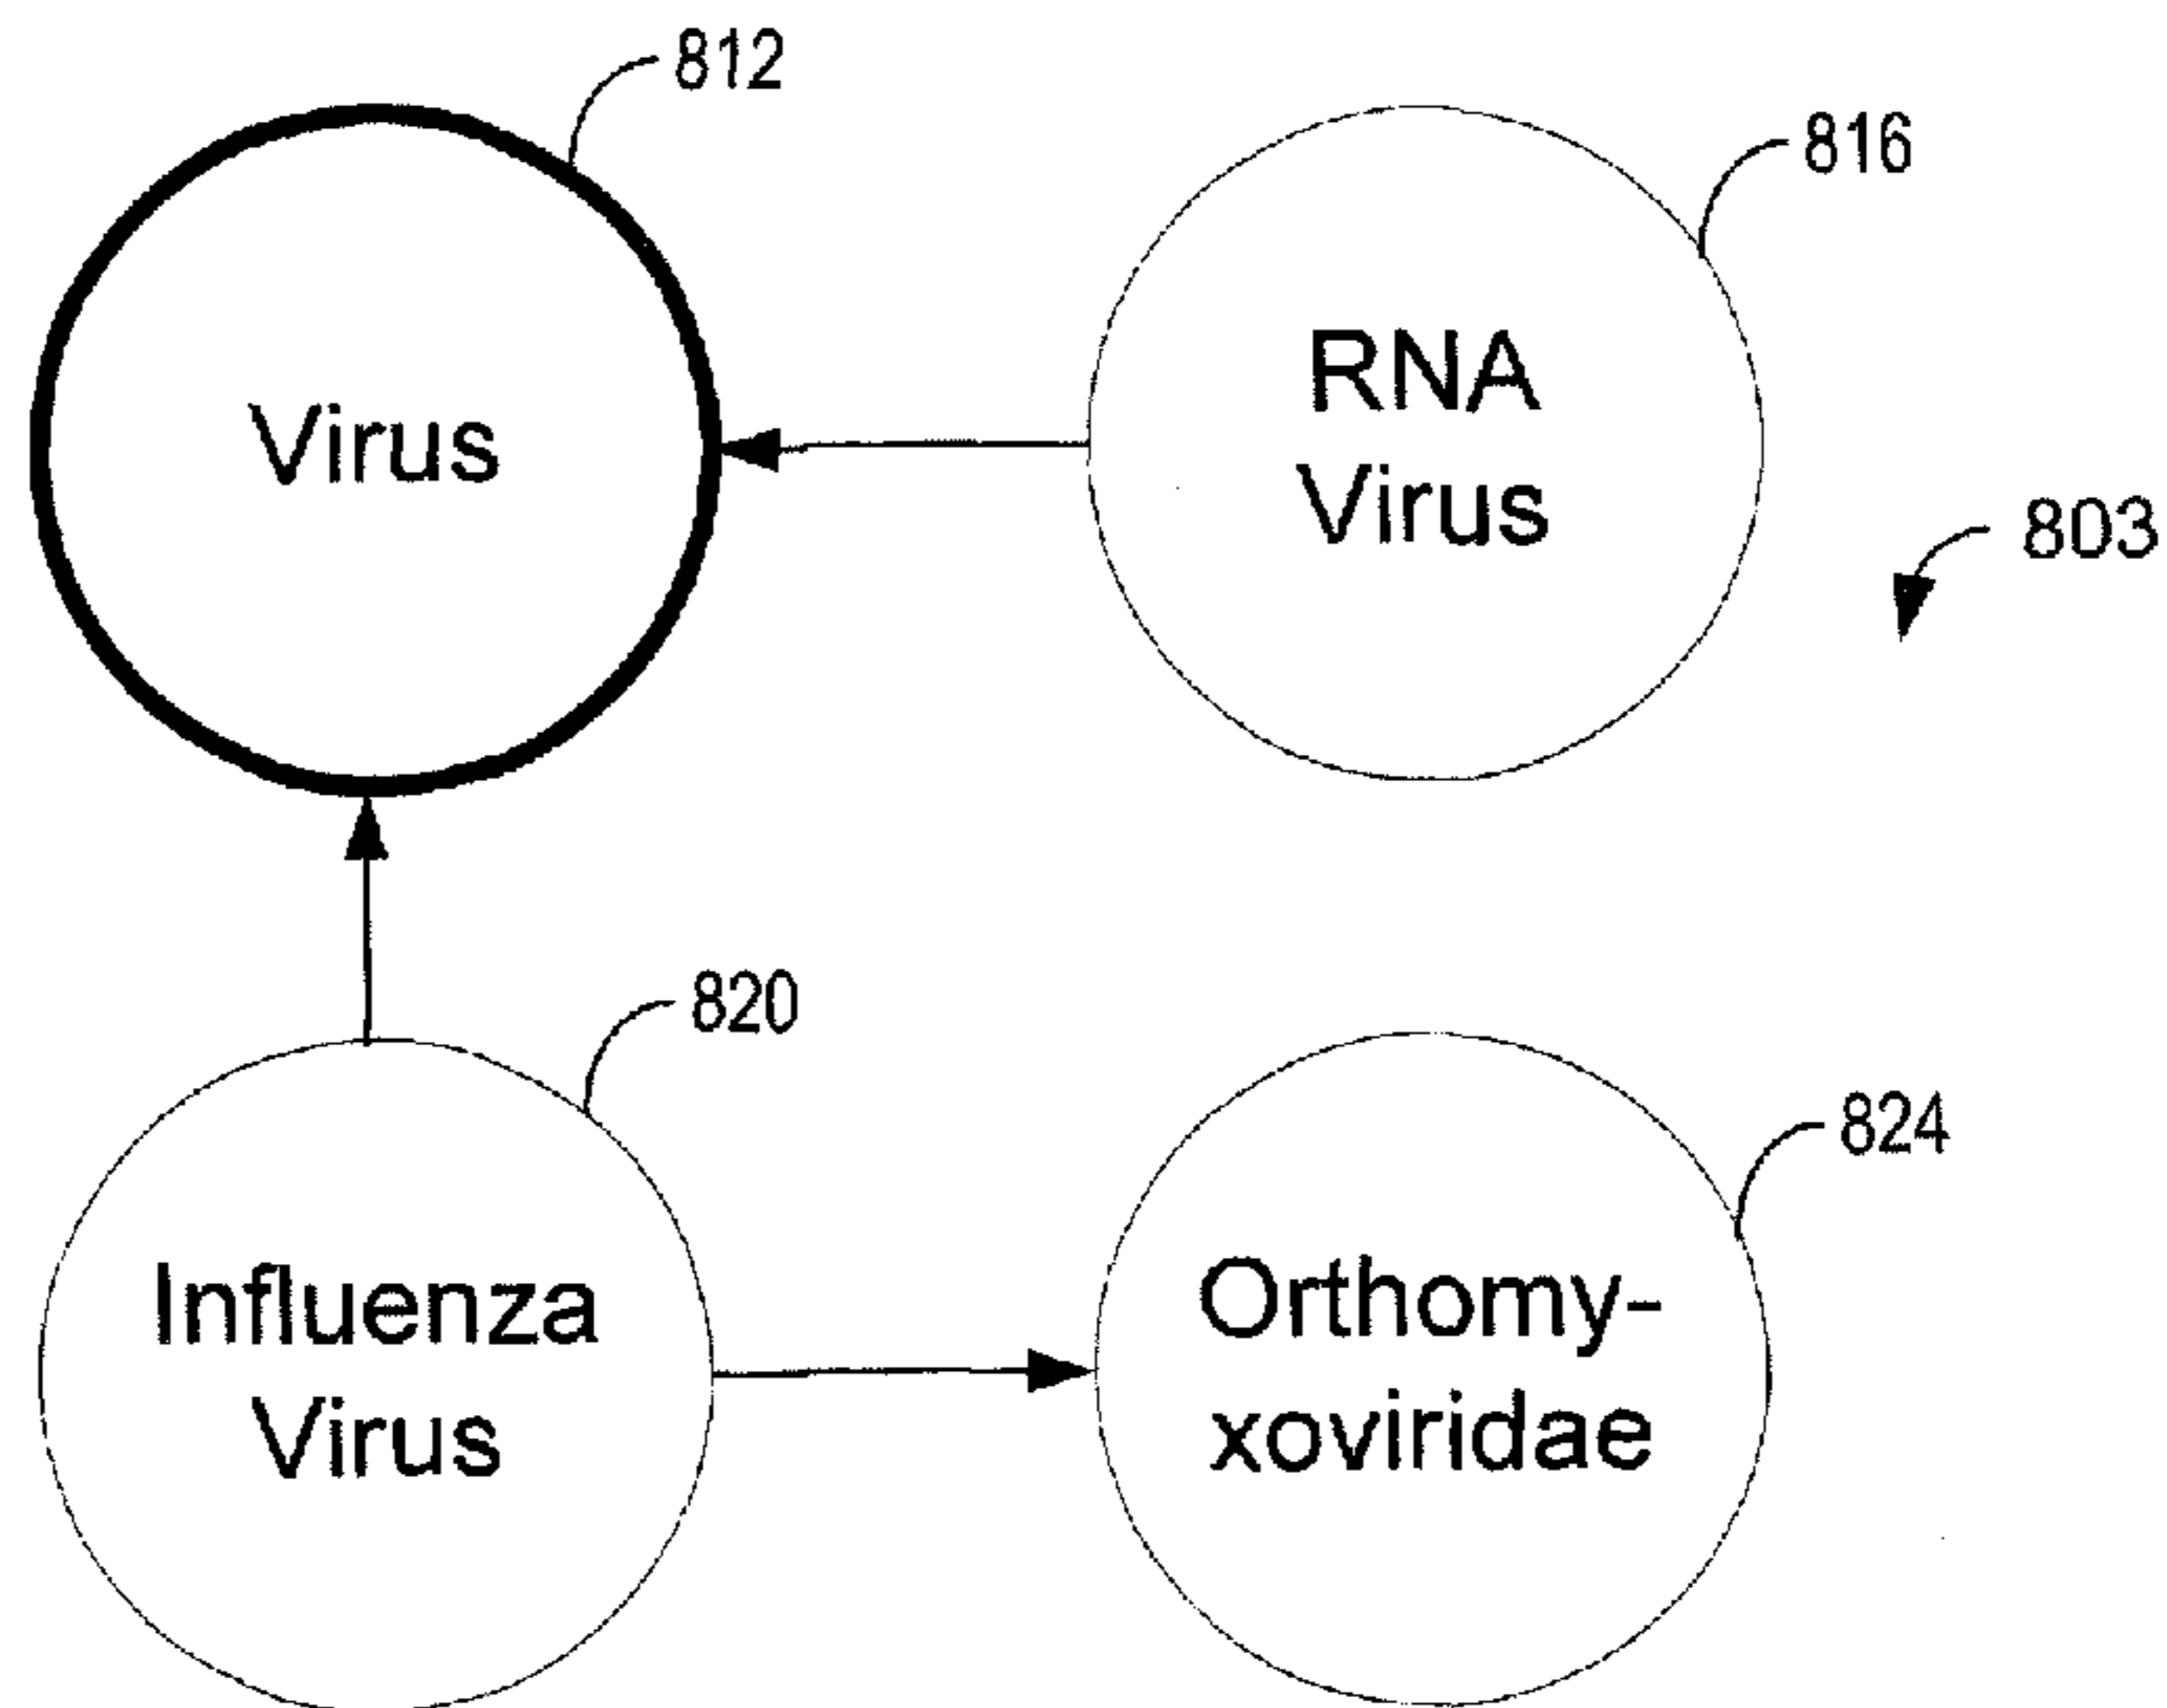 812
816
Virus
RNA
Virus
803
820
824
Influenza
Virus
Orthomy-
xoviridae